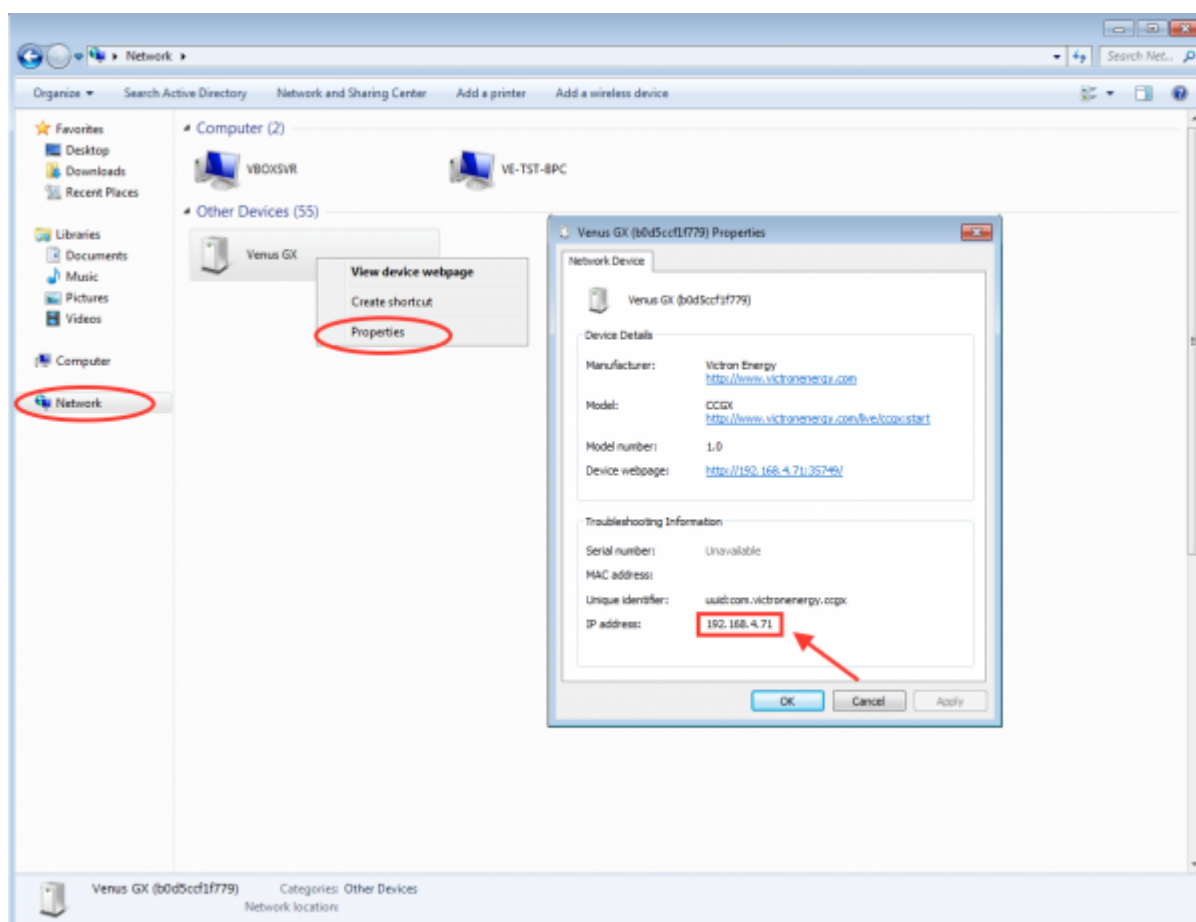 Network
Search Net...
Organize
Search Active Directory
Network and Sharing Center
Add a printer
Add a wireless device
Favorites
Desktop
Downloads
Recent Places
Libraries
Documents
Music
Pictures
Videos
Computer
Network
Computer (2)
VBOXSVR
VE-TST-BPC
Other Devices (55)
Venus GX
View device webpage
Create shortcut
Properties
Venus GX (b0d5ccf1f779) Properties
Network Device
Venus GX (b0d5ccf1f779)
Device Details
Manufacturer: Victron Energy
http://www.victronenergy.com
Model: CCGX
http://www.victronenergy.com/live/ccgx:start
Model number: 1.0
Device webpage: http://192.168.4.71:35749/
Troubleshooting Information
Serial number: Unavailable
MAC address:
Unique identifier: uuid:com.victronenergy.ccgx
IP address: 192.168.4.71
OK
Cancel
Apply
Venus GX (b0d5ccf1f779)
Categories: Other Devices
Network location: